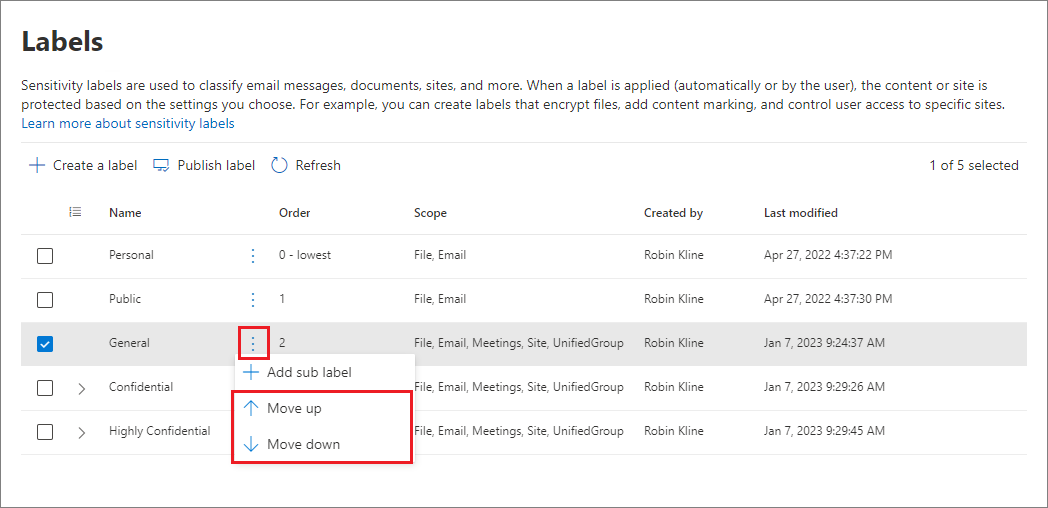 Labels
Sensitivity labels are used to classify email messages, documents, sites, and more. When a label is applied (automatically or by the user), the content or site is
protected based on the settings you choose. For example, you can create labels that encrypt files, add content marking, and control user access to specific sites.
Learn more about sensitivity labels
Create a label Publish label Refresh 1 of 5 selected
Name Order Scope Created by Last modified
Personal 0 - lowest File, Email Robin Kline Apr 27, 2022 4:37:22 PM
Public 1 File, Email Robin Kline Apr 27, 2022 4:37:30 PM
General 2 File, Email, Meetings, Site, UnifiedGroup Robin Kline Jan 7, 2023 9:24:37 AM
Add sub label
Confidential File, Email, Meetings, Site, UnifiedGroup Robin Kline Jan 7, 2023 9:29:26 AM
Move up
Highly Confidential File, Email, Meetings, Site, UnifiedGroup Robin Kline Jan 7, 2023 9:29:45 AM
Move down